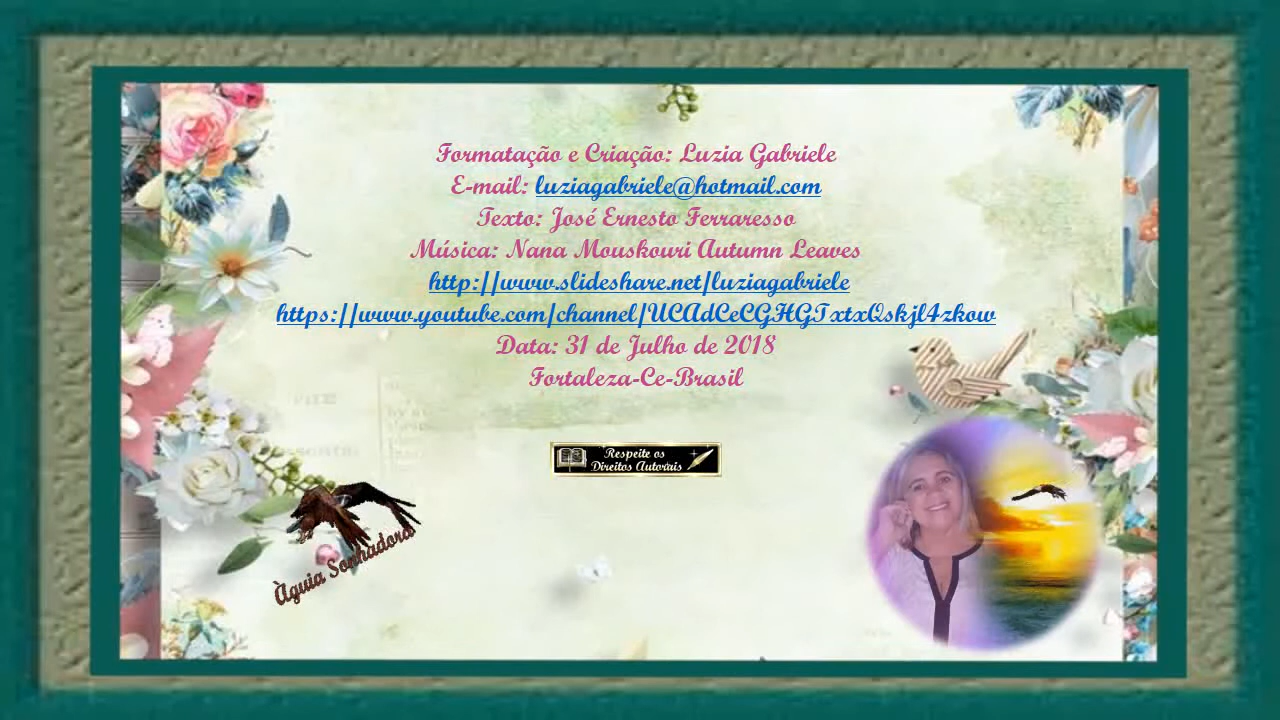 Formatação e Criação: Luzia Gabriele
E-mail: luziagabriele@hotmail.com
Texto: José Ernesto Ferraresso
Música: Nana Mouskouri Autumn Leaves
http://www.slideshare.net/luziagabriele
https://www.youtube.com/channel/UCAdCeCGHGTxtxQskjl4zkow
Data: 31 de Julho de 2018
Fortaleza-Ce-Brasil
Respeite os
Direitos Autorais
Àguia Sonhadora